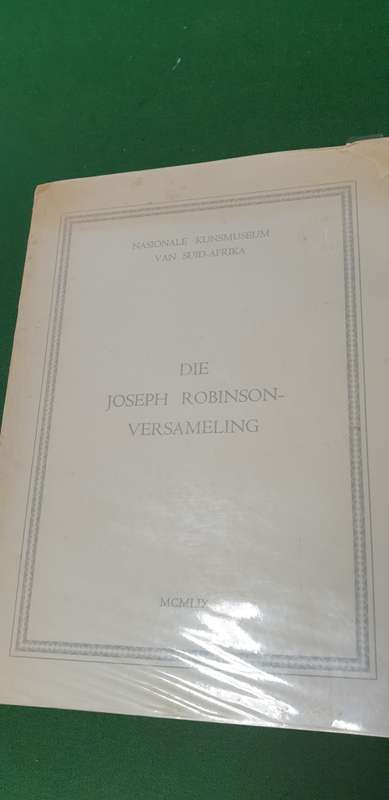 NASIONALE KUNSMUSEUM
VAN SUID-AFRIKA
DIE
JOSEPH ROBINSON-
VERSAMELING
MCMLIX